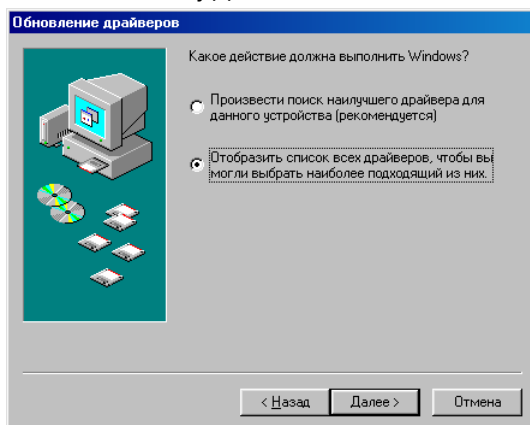 Обновление драйверов
Какое действие должна выполнить Windows?
Произвести поиск наилучшего драйвера для
данного устройства (рекомендуется)
Отобразить список всех драйверов, чтобы вы
могли выбрать наиболее подходящий из них.
< Назад
Далее >
Отмена